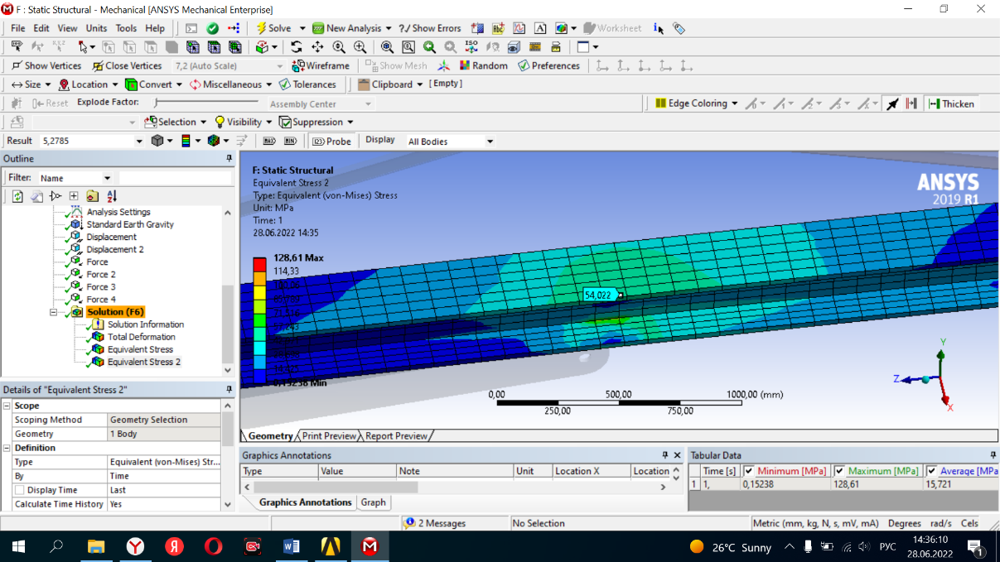 F : Static Structural - Mechanical [ANSYS Mechanical Enterprise]
File Edit View Units Tools Help Solve New Analysis ?/ Show Errors Worksheet
Show Vertices Close Vertices 7,2 (Auto Scale) Wireframe Show Mesh Random Preferences
Size Location Convert Miscellaneous Tolerances Clipboard [ Empty ]
Reset Explode Factor: Assembly Center Edge Coloring Thicken
Selection Visibility Suppression
Result 5,2785 MAX MIN Probe Display All Bodies
Outline
Filter: Name
Analysis Settings
Standard Earth Gravity
Displacement
Displacement 2
Force
Force 2
Force 3
Force 4
Solution (F6)
Solution Information
Total Deformation
Equivalent Stress
Equivalent Stress 2
Details of "Equivalent Stress 2"
Scope
Scoping Method Geometry Selection
Geometry 1 Body
Definition
Type Equivalent (von-Mises) Str...
By Time
Display Time Last
Calculate Time History Yes
F: Static Structural
Equivalent Stress 2
Type: Equivalent (von-Mises) Stress
Unit: MPa
Time: 1
28.06.2022 14:35
128,61 Max
114,33
0,15238 Min
54,022
ANSYS
2019 R1
Y
Z
X
0,00 500,00 1000,00 (mm)
250,00 750,00
Geometry Print Preview Report Preview
Graphics Annotations
Type Value Note Unit Location X Location
Graphics Annotations Graph
Tabular Data
Time [s] Minimum [MPa] Maximum [MPa] Average [MPa
1 1, 0,15238 128,61 15,721
2 Messages No Selection Metric (mm, kg, N, s, mV, mA) Degrees rad/s Cels
26°C Sunny РУС 14:36:10
28.06.2022
1